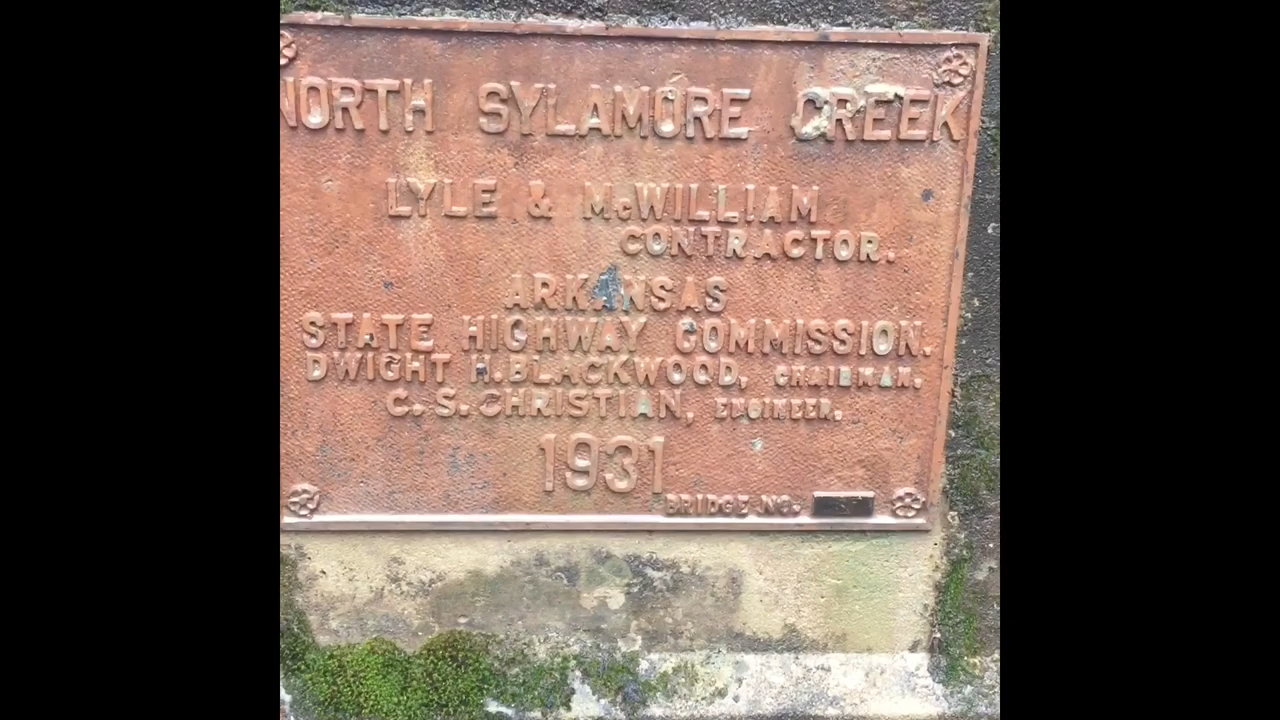 NORTH SYLAMORE CREEK
LYLE & McWILLIAM
CONTRACTOR.
ARKANSAS
STATE HIGHWAY COMMISSION.
DWIGHT H. BLACKWOOD, CHAIRMAN.
C. S. CHRISTIAN, ENGINEER.
1931
BRIDGE NO.